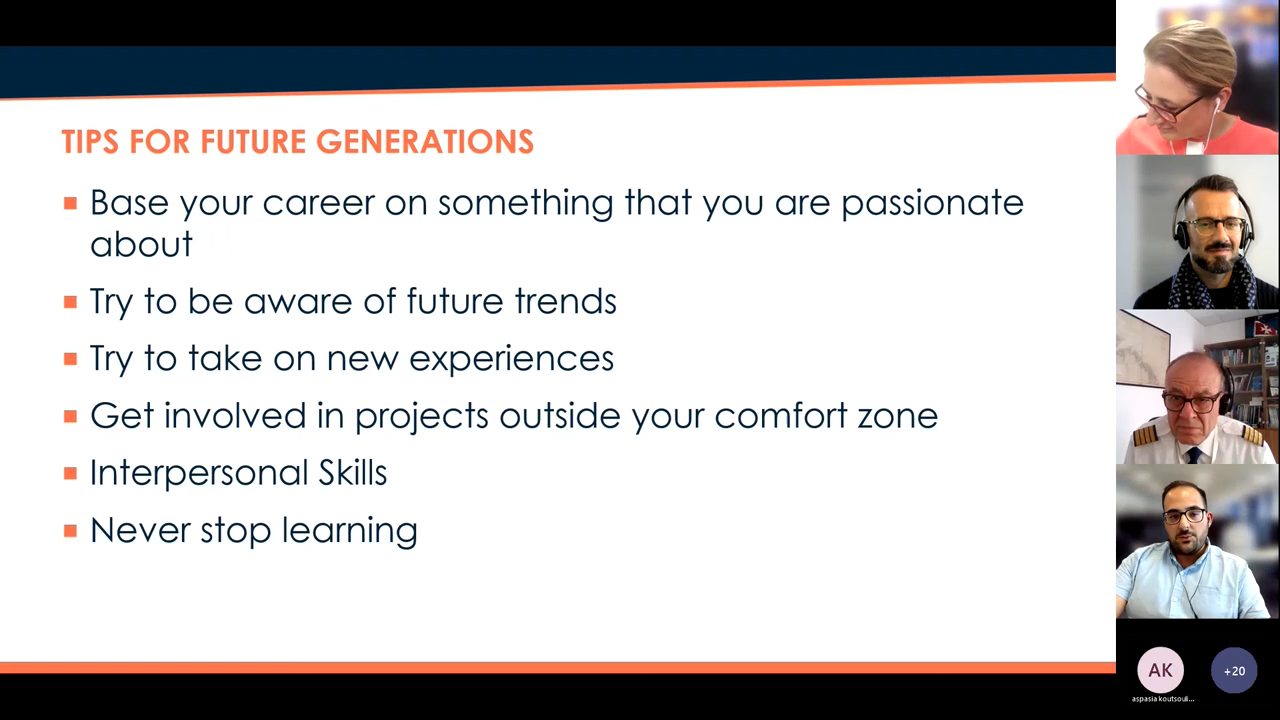 TIPS FOR FUTURE GENERATIONS
Base your career on something that you are passionate
about
Try to be aware of future trends
Try to take on new experiences
Get involved in projects outside your comfort zone
Interpersonal Skills
Never stop learning
AK
+20
aspasia koutsouli...